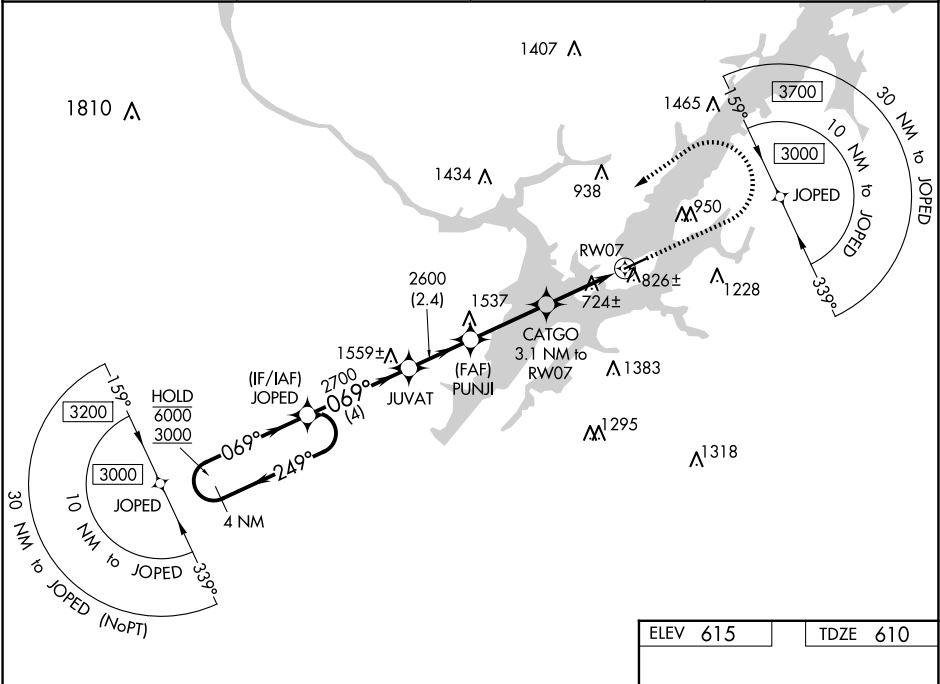 1407
1810
1465
159°
3700
30 NM to JOPED
10 NM to JOPED
3000
JOPED
339°
1434
938
950
RW07
826±
724±
1228
2600
(2.4)
1537
CATGO
3.1 NM to
RW07
1559±
(FAF)
PUNJI
1383
(IF/IAF)
JOPED
2700
069°
(4)
JUVAT
159°
HOLD
6000
3000
3200
069°
249°
1295
1318
3000
JOPED
4 NM
10 NM to JOPED
30 NM to JOPED (NoPT)
339°
ELEV 615
TDZE 610